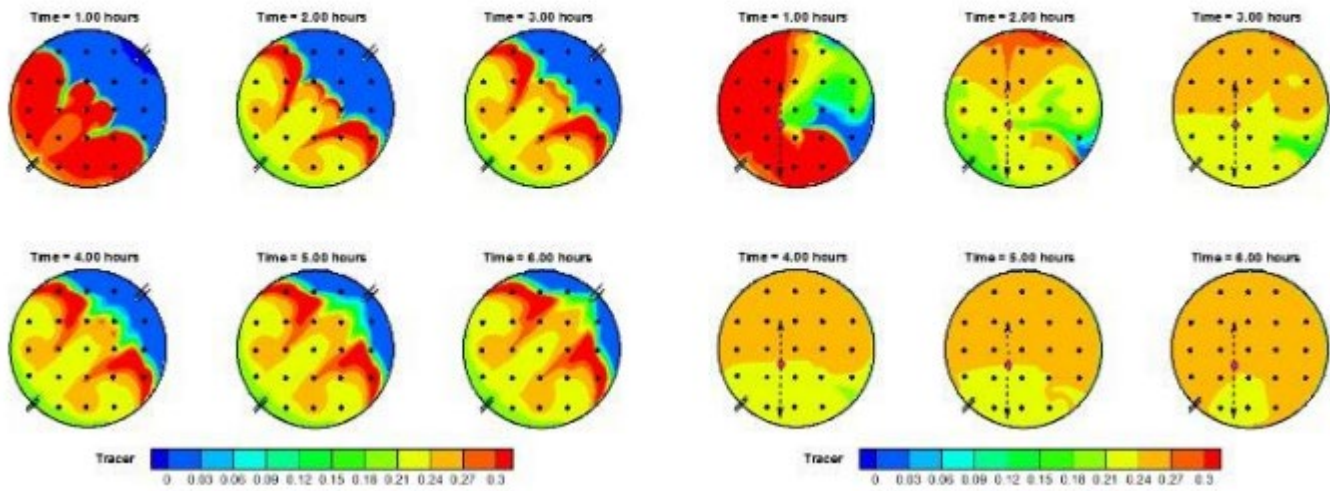 Time = 1.00 hours Time = 2.00 hours Time = 3.00 hours Time = 1.00 hours Time = 2.00 hours Time = 3.00 hours
Time = 4.00 hours Time = 5.00 hours Time = 6.00 hours Time = 4.00 hours Time = 5.00 hours Time = 6.00 hours
Tracer Tracer
0 0.03 0.06 0.09 0.12 0.15 0.18 0.21 0.24 0.27 0.3 0 0.03 0.06 0.09 0.12 0.15 0.18 0.21 0.24 0.27 0.3